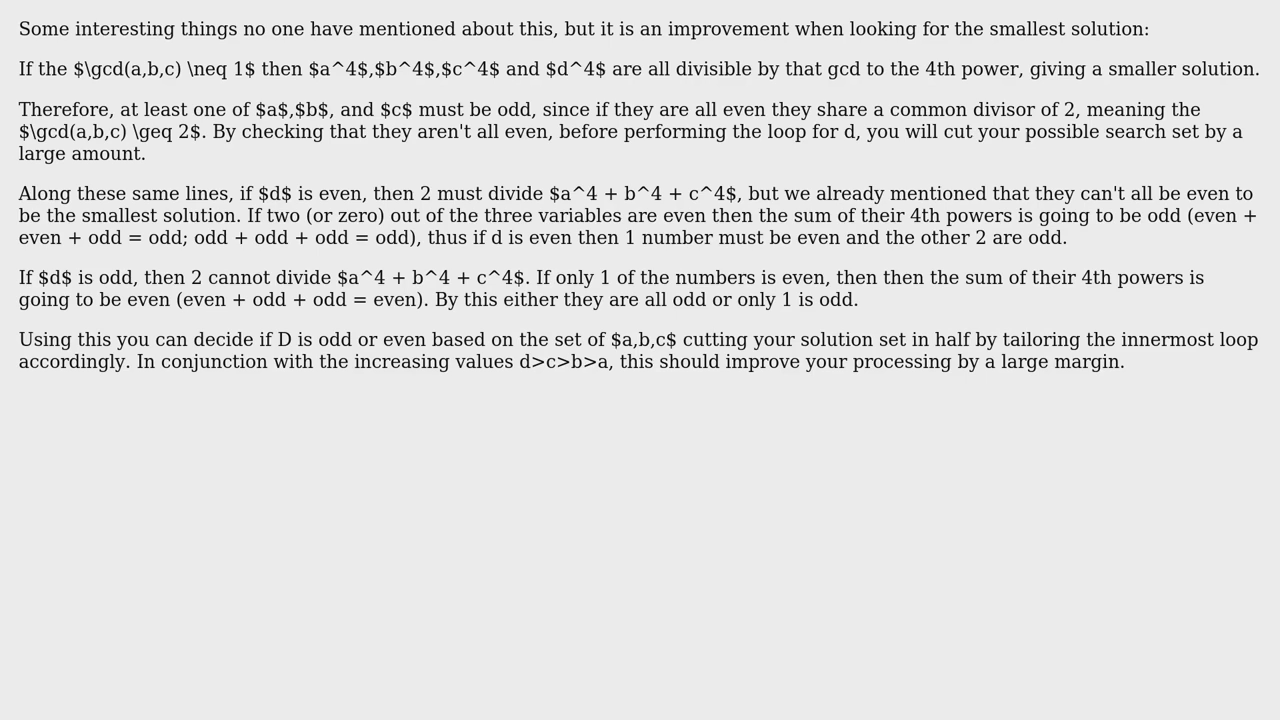 Some interesting things no one have mentioned about this, but it is an improvement when looking for the smallest solution:
If the $\gcd(a,b,c) \neq 1$ then $a^4$,$b^4$,$c^4$ and $d^4$ are all divisible by that gcd to the 4th power, giving a smaller solution.
Therefore, at least one of $a$,$b$, and $c$ must be odd, since if they are all even they share a common divisor of 2, meaning the
$\gcd(a,b,c) \geq 2$. By checking that they aren't all even, before performing the loop for d, you will cut your possible search set by a
large amount.
Along these same lines, if $d$ is even, then 2 must divide $a^4 + b^4 + c^4$, but we already mentioned that they can't all be even to
be the smallest solution. If two (or zero) out of the three variables are even then the sum of their 4th powers is going to be odd (even +
even + odd = odd; odd + odd + odd = odd), thus if d is even then 1 number must be even and the other 2 are odd.
If $d$ is odd, then 2 cannot divide $a^4 + b^4 + c^4$. If only 1 of the numbers is even, then then the sum of their 4th powers is
going to be even (even + odd + odd = even). By this either they are all odd or only 1 is odd.
Using this you can decide if D is odd or even based on the set of $a,b,c$ cutting your solution set in half by tailoring the innermost loop
accordingly. In conjunction with the increasing values d>c>b>a, this should improve your processing by a large margin.